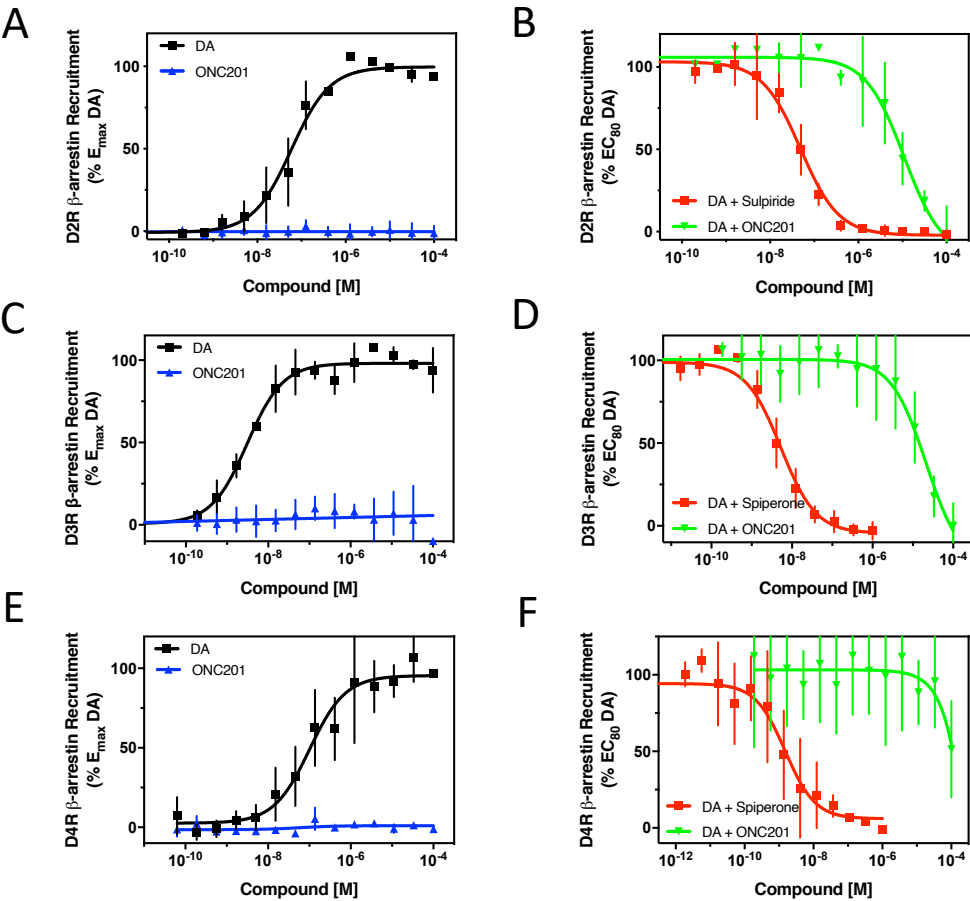 A
D2R β-arrestin Recruitment
(% Emax DA)
100
50
0
DA
ONC201
10-10
10-8
10-6
10-4
Compound [M]
B
D2R β-arrestin Recruitment
(% EC80 DA)
100
50
0
DA + Sulpiride
DA + ONC201
10-10
10-8
10-6
10-4
Compound [M]
C
D3R β-arrestin Recruitment
(% Emax DA)
100
50
0
DA
ONC201
10-10
10-8
10-6
10-4
Compound [M]
D
D3R β-arrestin Recruitment
(% EC80 DA)
100
50
0
DA + Spiperone
DA + ONC201
10-10
10-8
10-6
10-4
Compound [M]
E
D4R β-arrestin Recruitment
(% Emax DA)
100
50
0
DA
ONC201
10-10
10-8
10-6
10-4
Compound [M]
F
D4R β-arrestin Recruitment
(% EC80 DA)
100
50
0
DA + Spiperone
DA + ONC201
10-12
10-10
10-8
10-6
10-4
Compound [M]